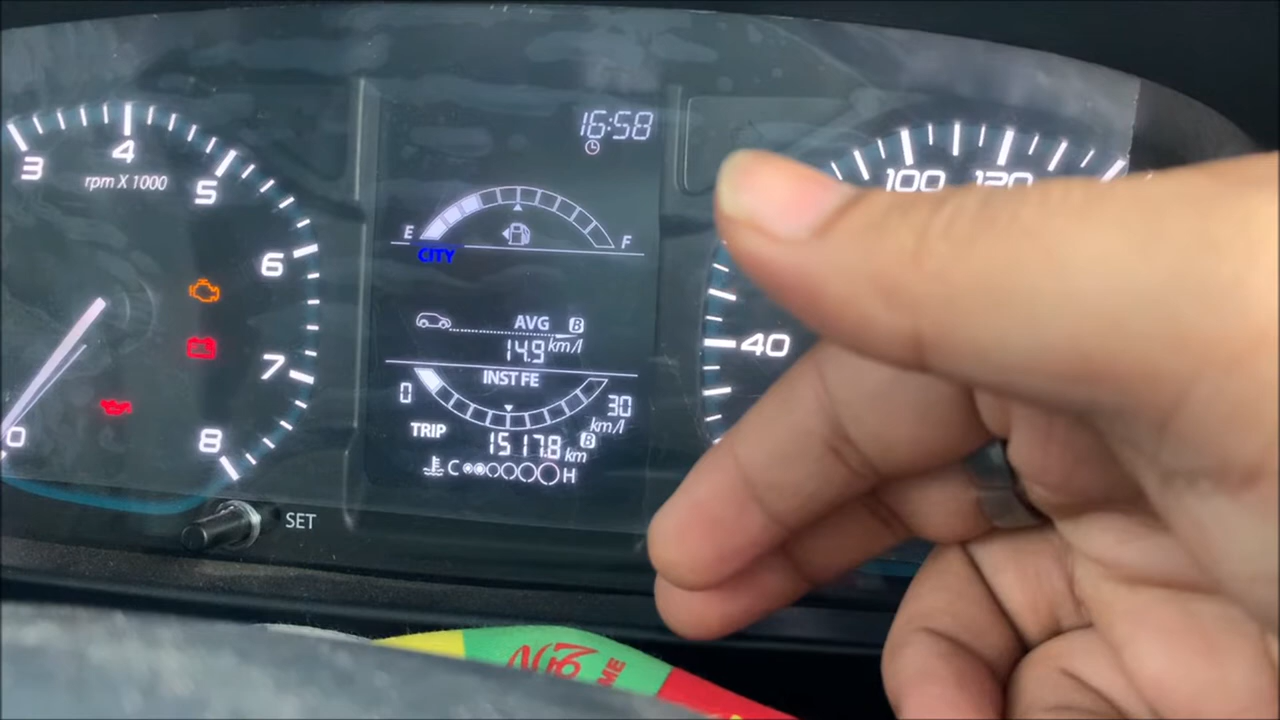 3
4
rpm X 1000
5
6
7
8
0
16:58
E
F
CITY
AVG B
14.9 km/l
INST FE
0
30
km/l
TRIP
1517.8 B km
C H
SET
100
120
40